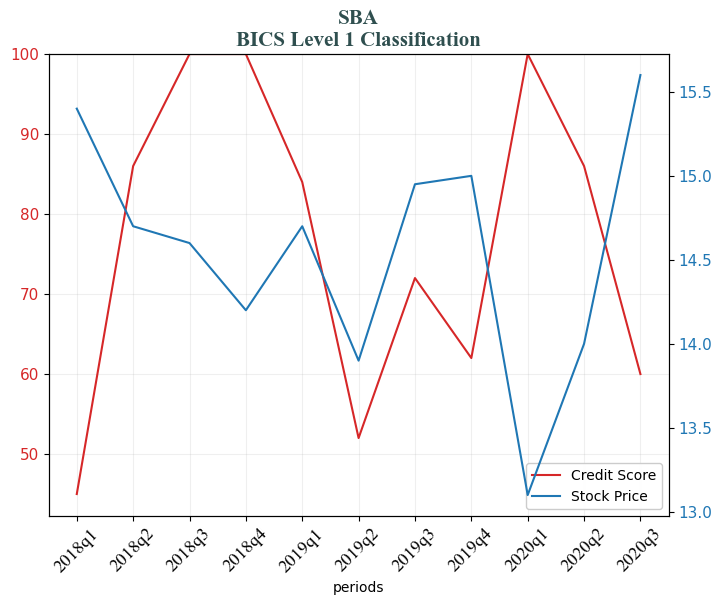 SBA
BICS Level 1 Classification
100
90
80
70
60
50
15.5
15.0
14.5
14.0
13.5
13.0
Credit Score
Stock Price
2018q1
2018q2
2018q3
2018q4
2019q1
2019q2
2019q3
2019q4
2020q1
2020q2
2020q3
periods